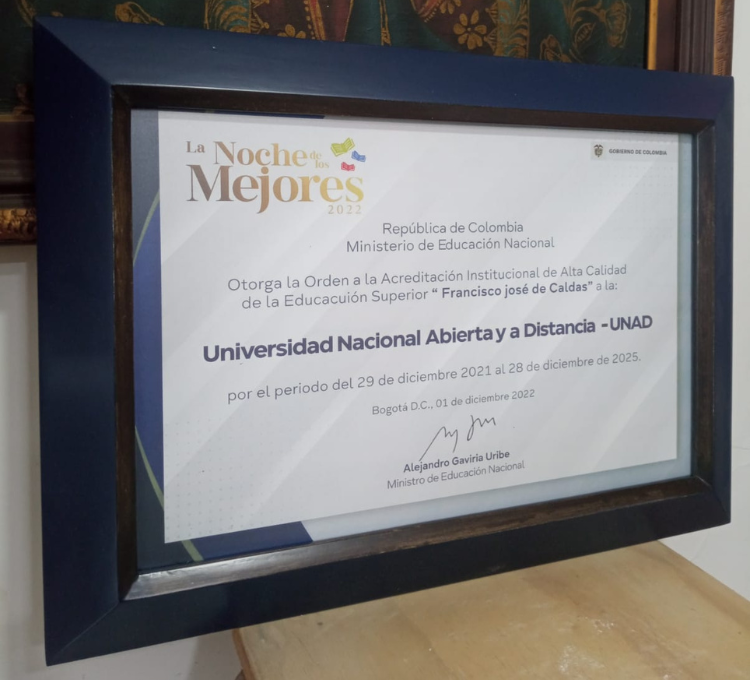 La Noche de los
Mejores
2022
GOBIERNO DE COLOMBIA
República de Colombia
Ministerio de Educación Nacional
Otorga la Orden a la Acreditación Institucional de Alta Calidad
de la Educacuión Superior “ Francisco josé de Caldas” a la:
Universidad Nacional Abierta y a Distancia - UNAD
por el periodo del 29 de diciembre 2021 al 28 de diciembre de 2025.
Bogotá D.C., 01 de diciembre 2022
Alejandro Gaviria Uribe
Ministro de Educación Nacional